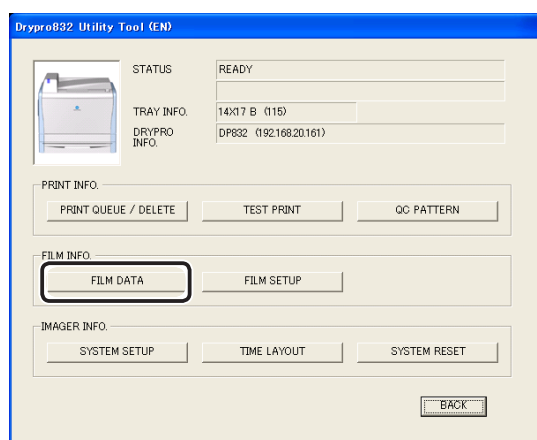 Drypro832 Utility Tool (EN)
STATUS READY
TRAY INFO. 14X17 B (115)
DRYPRO INFO. DP832 (192.168.20.161)
PRINT INFO.
PRINT QUEUE / DELETE TEST PRINT QC PATTERN
FILM INFO.
FILM DATA FILM SETUP
IMAGER INFO.
SYSTEM SETUP TIME LAYOUT SYSTEM RESET
BACK